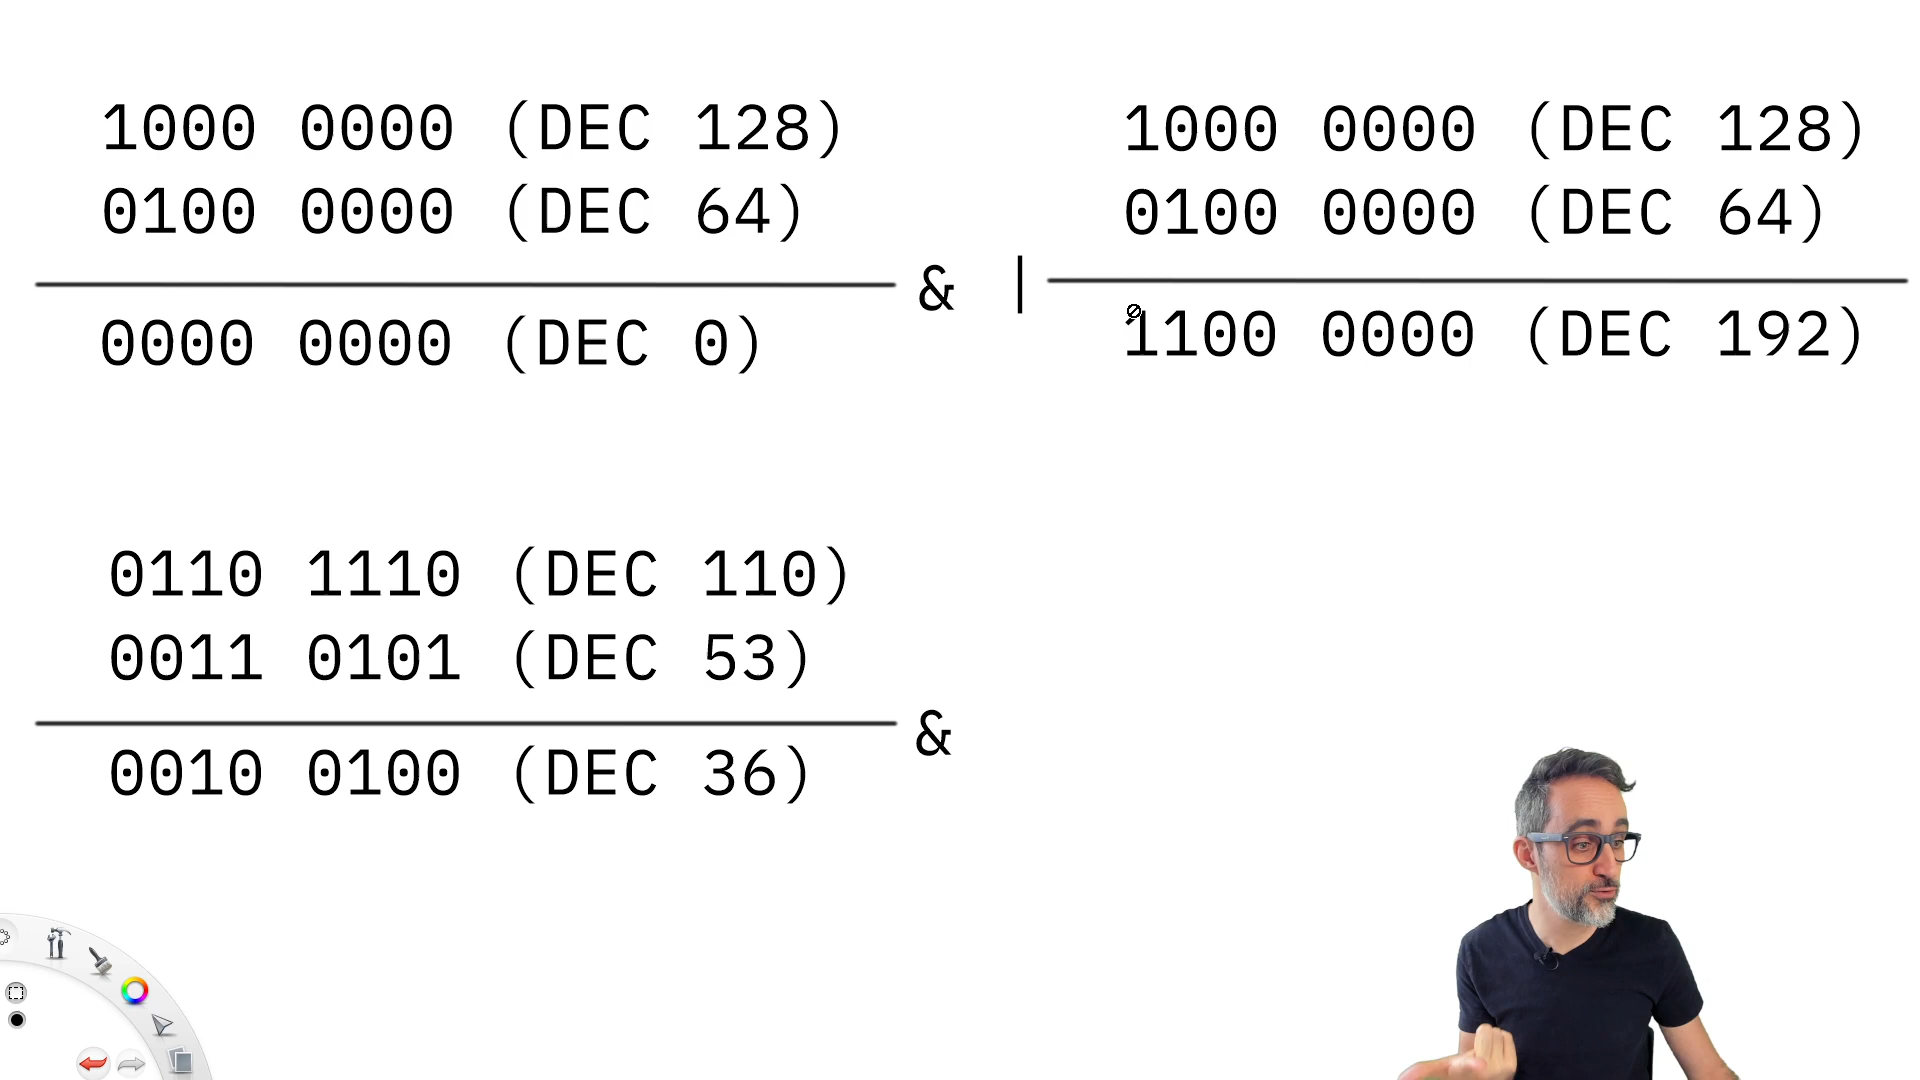 1000 0000 (DEC 128)
0100 0000 (DEC 64)
&
0000 0000 (DEC 0)
1000 0000 (DEC 128)
0100 0000 (DEC 64)
|
1100 0000 (DEC 192)
0110 1110 (DEC 110)
0011 0101 (DEC 53)
&
0010 0100 (DEC 36)